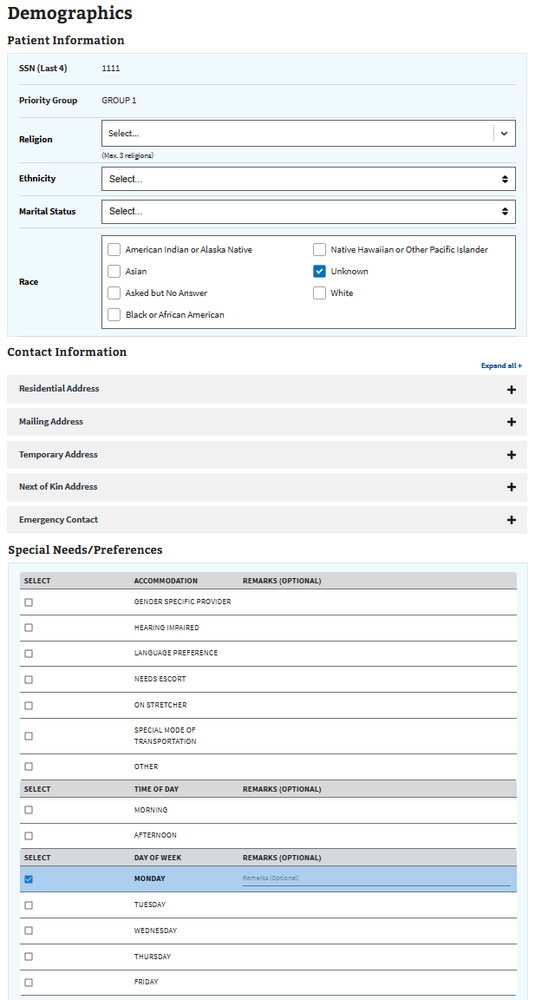 Demographics
Patient Information
SSN (Last 4) 1111
Priority Group GROUP 1
Religion Select...
(Max. 3 religions)
Ethnicity Select...
Marital Status Select...
Race
American Indian or Alaska Native Native Hawaiian or Other Pacific Islander
Asian Unknown
Asked but No Answer White
Black or African American
Contact Information
Expand all +
Residential Address
Mailing Address
Temporary Address
Next of Kin Address
Emergency Contact
Special Needs/Preferences
SELECT ACCOMMODATION REMARKS (OPTIONAL)
GENDER SPECIFIC PROVIDER
HEARING IMPAIRED
LANGUAGE PREFERENCE
NEEDS ESCORT
ON STRETCHER
SPECIAL MODE OF
TRANSPORTATION
OTHER
SELECT TIME OF DAY REMARKS (OPTIONAL)
MORNING
AFTERNOON
SELECT DAY OF WEEK REMARKS (OPTIONAL)
MONDAY Remarks (Optional)
TUESDAY
WEDNESDAY
THURSDAY
FRIDAY